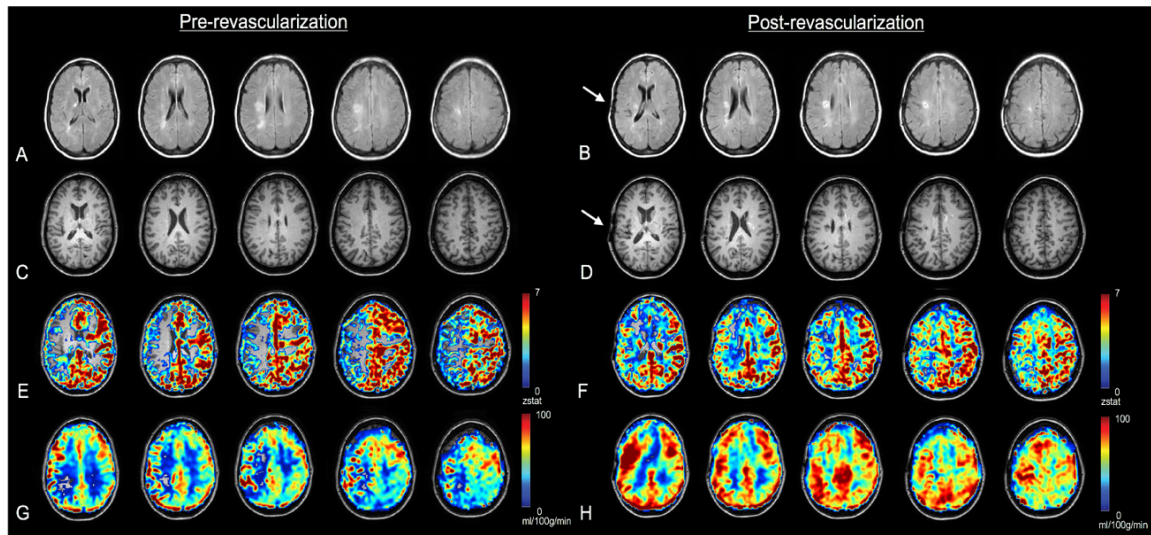 Pre-revascularization
Post-revascularization
A
B
C
D
7
7
E
0
zstat
F
0
zstat
100
100
G
0
ml/100g/min
H
0
ml/100g/min